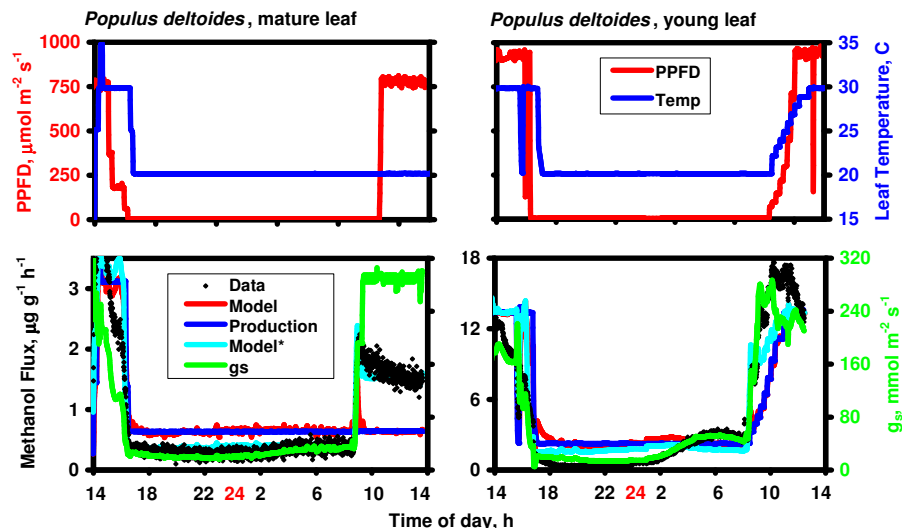 Populus deltoides, mature leaf
Populus deltoides, young leaf
PPFD, μmol m-2 s-1
1000
750
500
250
0
PPFD
Temp
35
30
25
20
15
Leaf Temperature, C
Methanol Flux, μg g-1 h-1
3
2
1
0
Data
Model
Production
Model*
gs
18
12
6
0
320
240
160
80
0
gs, mmol m-2 s-1
14 18 22 24 2 6 10 14
14 18 22 24 2 6 10 14
Time of day, h